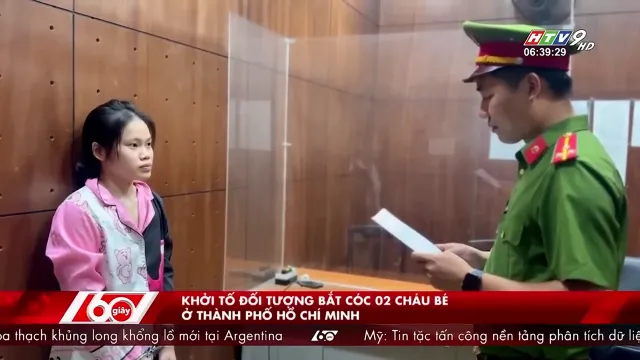 HTV9 HD
06:39:29
60 giây
KHỞI TỐ ĐỐI TƯỢNG BẮT CÓC 02 CHÁU BÉ
Ở THÀNH PHỐ HỒ CHÍ MINH
óa thạch khủng long khổng lồ mới tại Argentina
Mỹ: Tin tặc tấn công nền tảng phân tích dữ liệ